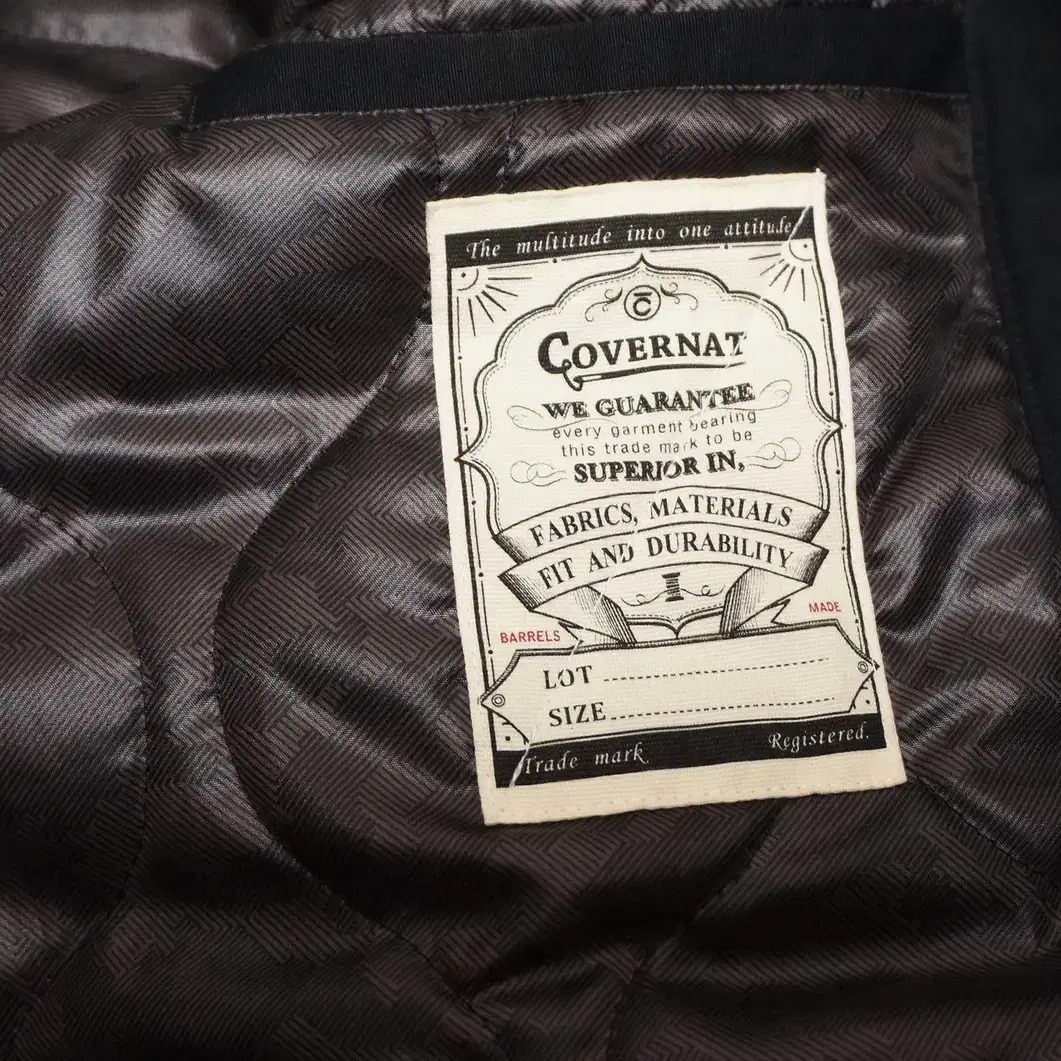 The multitude into one attitude
C
COVERNAT
WE GUARANTEE
every garment bearing
this trade mark to be
SUPERIOR IN,
FABRICS, MATERIALS
FIT AND DURABILITY
BARRELS MADE
LOT
SIZE
Trade mark Registered.